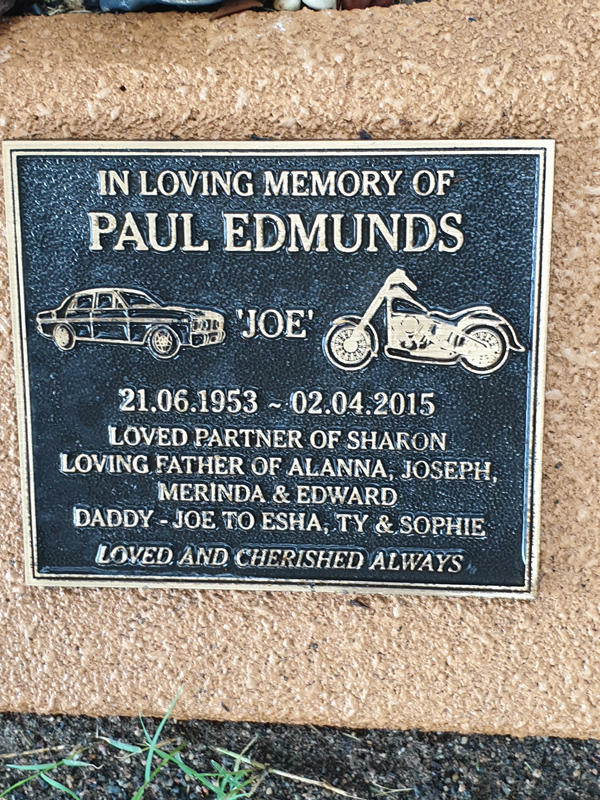 IN LOVING MEMORY OF
PAUL EDMUNDS
'JOE'
21.06.1953 ~ 02.04.2015
LOVED PARTNER OF SHARON
LOVING FATHER OF ALANNA, JOSEPH,
MERINDA & EDWARD
DADDY - JOE TO ESHA, TY & SOPHIE
LOVED AND CHERISHED ALWAYS